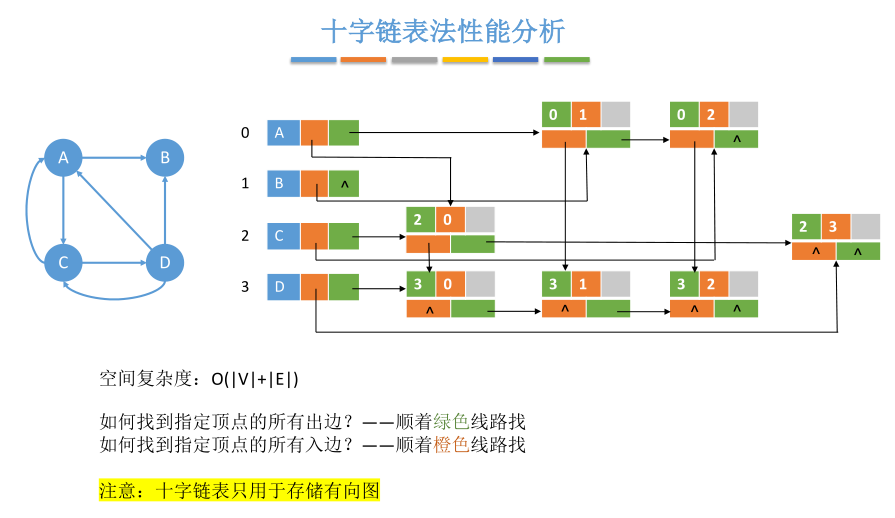 十字链表法性能分析
A B
C D
0 A 0 1 0 2 ^
1 B ^
2 0
2 C 2 3 ^ ^
3 D 3 0 ^ 3 1 ^ 3 2 ^ ^
空间复杂度：O(|V|+|E|)
如何找到指定顶点的所有出边？——顺着绿色线路找
如何找到指定顶点的所有入边？——顺着橙色线路找
注意：十字链表只用于存储有向图